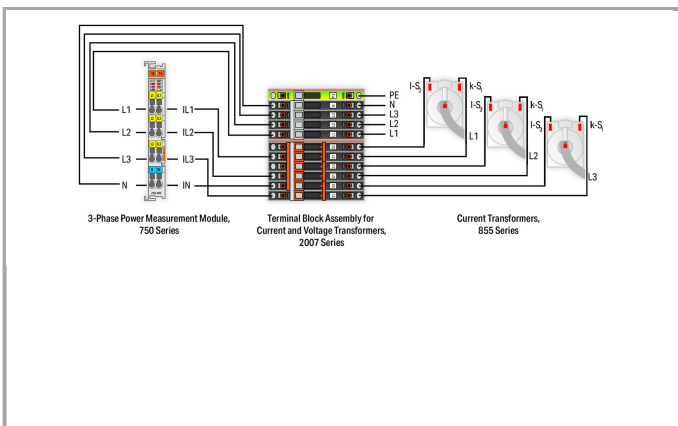 l-S2
k-S1
PE
N
L3
L2
L1
l-S2
k-S1
l-S2
k-S1
L1
L2
L3
L1
IL1
L2
IL2
L3
IL3
N
IN
3-Phase Power Measurement Module,
750 Series
Terminal Block Assembly for
Current and Voltage Transformers,
2007 Series
Current Transformers,
855 Series